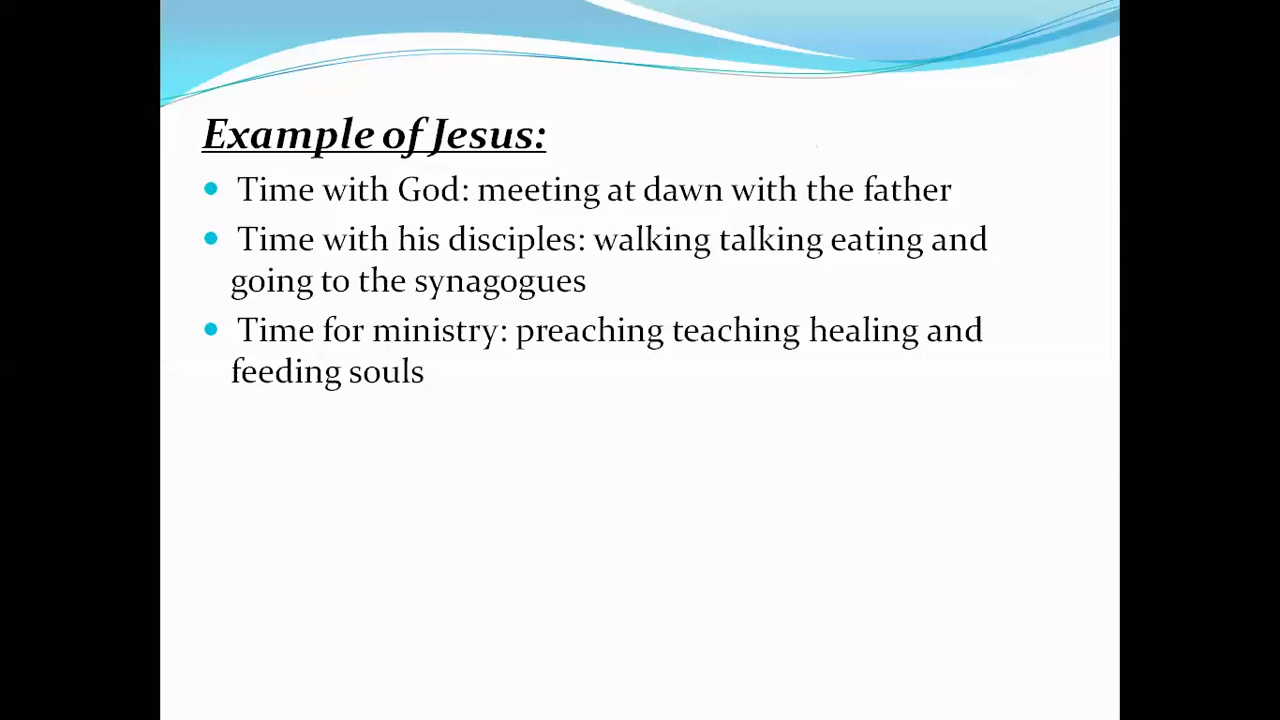 Example of Jesus:
• Time with God: meeting at dawn with the father
• Time with his disciples: walking talking eating and
going to the synagogues
• Time for ministry: preaching teaching healing and
feeding souls